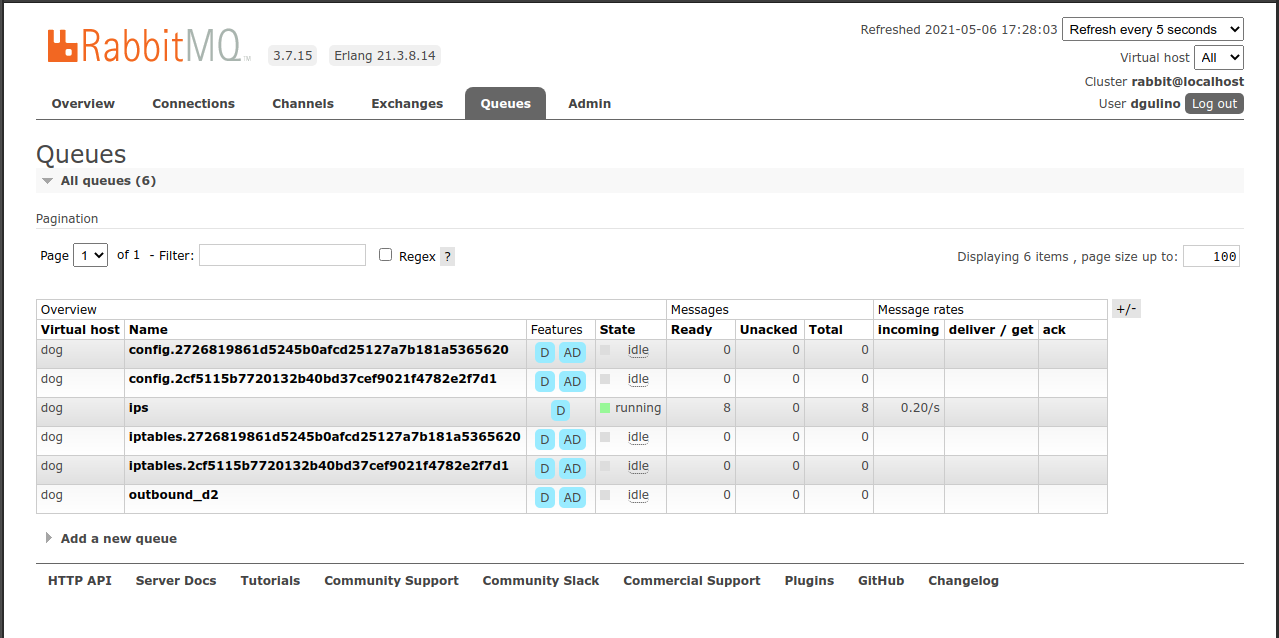 RabbitMQ TM 3.7.15 Erlang 21.3.8.14
Refreshed 2021-05-06 17:28:03 Refresh every 5 seconds
Virtual host All
Cluster rabbit@localhost
User dgulino Log out
Overview Connections Channels Exchanges Queues Admin
Queues
All queues (6)
Pagination
Page 1 of 1 - Filter: Regex ? Displaying 6 items , page size up to: 100
Overview Messages Message rates +/-
Virtual host Name Features State Ready Unacked Total incoming deliver / get ack
dog config.2726819861d5245b0afcd25127a7b181a5365620 D AD idle 0 0 0
dog config.2cf5115b7720132b40bd37cef9021f4782e2f7d1 D AD idle 0 0 0
dog ips D running 8 0 8 0.20/s
dog iptables.2726819861d5245b0afcd25127a7b181a5365620 D AD idle 0 0 0
dog iptables.2cf5115b7720132b40bd37cef9021f4782e2f7d1 D AD idle 0 0 0
dog outbound_d2 D AD idle 0 0 0
Add a new queue
HTTP API Server Docs Tutorials Community Support Community Slack Commercial Support Plugins GitHub Changelog